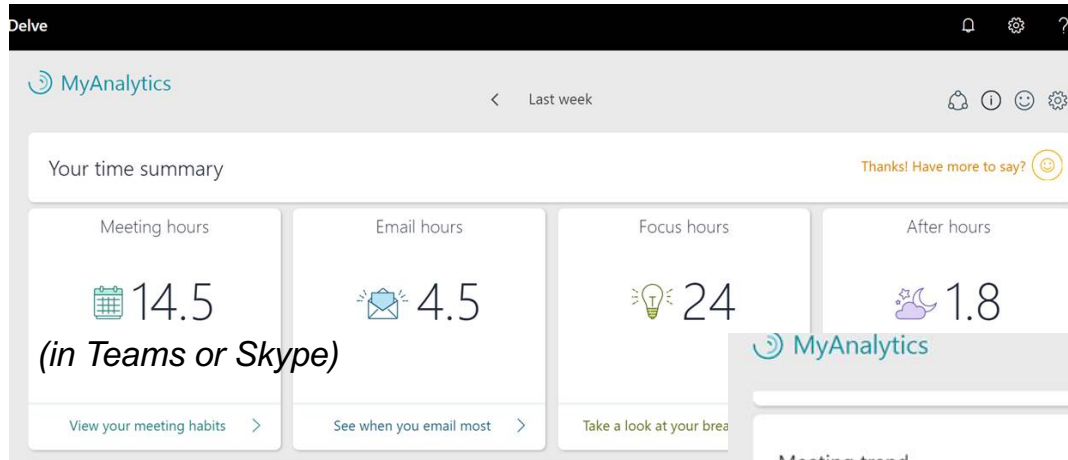 Delve
MyAnalytics
Last week
Your time summary
Thanks! Have more to say?
Meeting hours
Email hours
Focus hours
After hours
14.5
4.5
24
1.8
(in Teams or Skype)
MyAnalytics
View your meeting habits
See when you email most
Take a look at your brea
Meeting trend